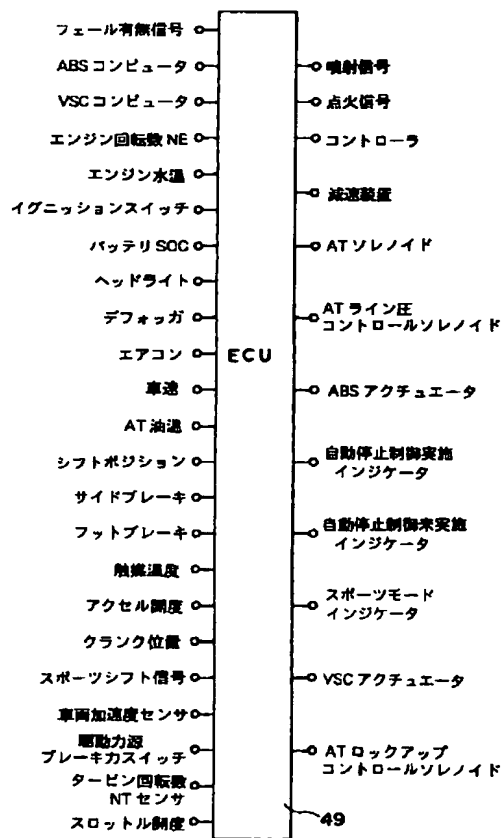 フェール有無信号
ABSコンピュータ
VSCコンピュータ
エンジン回転数 NE
エンジン水温
イグニッションスイッチ
バッテリSOC
ヘッドライト
デフォッガ
エアコン
車速
AT油温
シフトポジション
サイドブレーキ
フットブレーキ
触媒温度
アクセル開度
クランク位置
スポーツシフト信号
車両加速度センサ
駆動力源
ブレーキ力スイッチ
タービン回転数
NTセンサ
スロットル開度
ECU
噴射信号
点火信号
コントローラ
減速装置
ATソレノイド
ATライン圧
コントロールソレノイド
ABSアクチュエータ
自動停止制御実施
インジケータ
自動停止制御未実施
インジケータ
スポーツモード
インジケータ
VSCアクチュエータ
ATロックアップ
コントロールソレノイド
49